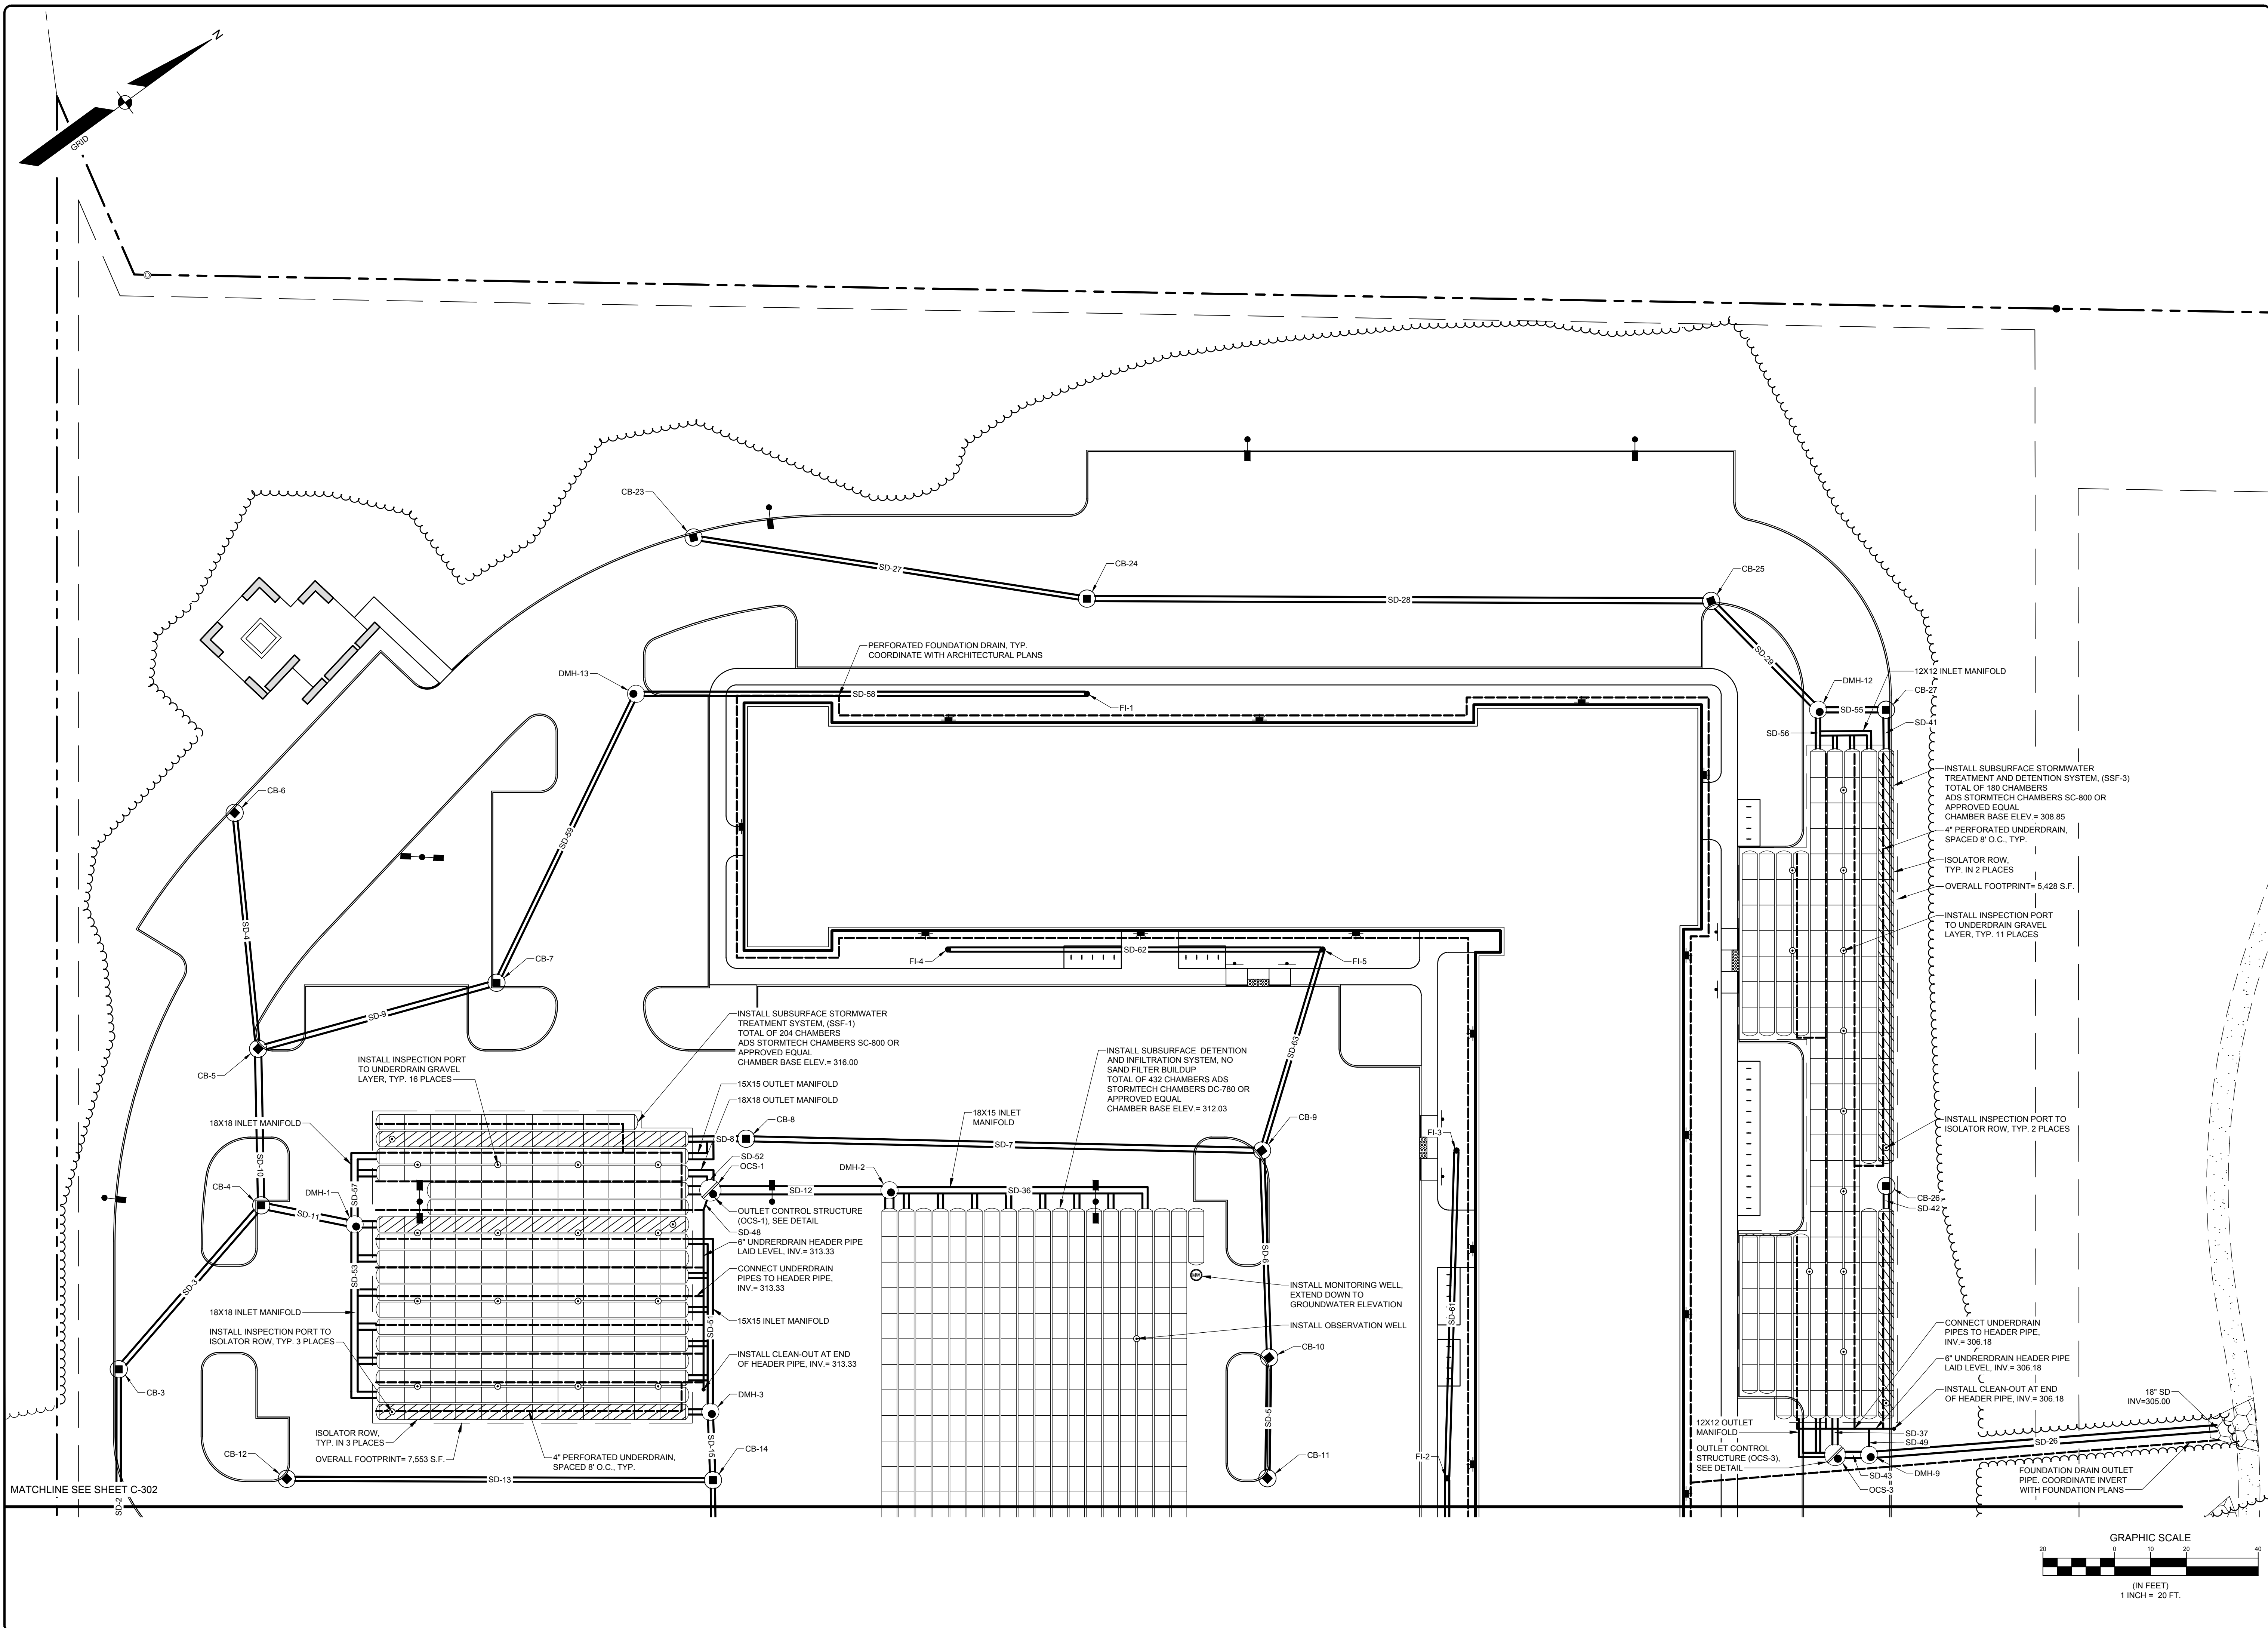 N
GRID
CB-23
SD-27
CB-24
SD-28
CB-25
SD-29
PERFORATED FOUNDATION DRAIN, TYP.
COORDINATE WITH ARCHITECTURAL PLANS
DMH-13
SD-58
FI-1
DMH-12
12X12 INLET MANIFOLD
CB-27
SD-55
SD-41
SD-56
INSTALL SUBSURFACE STORMWATER
TREATMENT AND DETENTION SYSTEM, (SSF-3)
TOTAL OF 180 CHAMBERS
ADS STORMTECH CHAMBERS SC-800 OR
APPROVED EQUAL
CHAMBER BASE ELEV.= 308.85
4" PERFORATED UNDERDRAIN,
SPACED 8' O.C., TYP.
ISOLATOR ROW,
TYP. IN 2 PLACES
OVERALL FOOTPRINT= 5,428 S.F.
INSTALL INSPECTION PORT
TO UNDERDRAIN GRAVEL
LAYER, TYP. 11 PLACES
CB-6
SD-4
SD-59
CB-7
SD-9
CB-5
FI-4
SD-62
FI-5
SD-63
INSTALL SUBSURFACE STORMWATER
TREATMENT SYSTEM, (SSF-1)
TOTAL OF 204 CHAMBERS
ADS STORMTECH CHAMBERS SC-800 OR
APPROVED EQUAL
CHAMBER BASE ELEV.= 316.00
INSTALL INSPECTION PORT
TO UNDERDRAIN GRAVEL
LAYER, TYP. 16 PLACES
INSTALL SUBSURFACE DETENTION
AND INFILTRATION SYSTEM, NO
SAND FILTER BUILDUP
TOTAL OF 432 CHAMBERS ADS
STORMTECH CHAMBERS DC-780 OR
APPROVED EQUAL
CHAMBER BASE ELEV.= 312.03
15X15 OUTLET MANIFOLD
18X18 OUTLET MANIFOLD
18X18 INLET MANIFOLD
CB-8
18X15 INLET
MANIFOLD
CB-9
SD-8
SD-7
FI-3
INSTALL INSPECTION PORT TO
ISOLATOR ROW, TYP. 2 PLACES
SD-10
SD-52
OCS-1
DMH-2
CB-4
DMH-1
SD-57
SD-12
SD-36
SD-11
CB-26
SD-42
OUTLET CONTROL STRUCTURE
(OCS-1), SEE DETAIL
SD-48
6" UNDRERDRAIN HEADER PIPE
LAID LEVEL, INV.= 313.33
SD-3
SD-53
SD-6
CONNECT UNDERDRAIN
PIPES TO HEADER PIPE,
INV.= 313.33
MW
INSTALL MONITORING WELL,
EXTEND DOWN TO
GROUNDWATER ELEVATION
18X18 INLET MANIFOLD
15X15 INLET MANIFOLD
SD-51
SD-61
INSTALL OBSERVATION WELL
INSTALL INSPECTION PORT TO
ISOLATOR ROW, TYP. 3 PLACES
CONNECT UNDERDRAIN
PIPES TO HEADER PIPE,
INV.= 306.18
INSTALL CLEAN-OUT AT END
OF HEADER PIPE, INV.= 313.33
CB-10
6" UNDRERDRAIN HEADER PIPE
LAID LEVEL, INV.= 306.18
CB-3
DMH-3
INSTALL CLEAN-OUT AT END
OF HEADER PIPE, INV.= 306.18
18" SD
INV=305.00
SD-5
12X12 OUTLET
MANIFOLD
SD-37
SD-49
SD-26
ISOLATOR ROW,
TYP. IN 3 PLACES
OVERALL FOOTPRINT= 7,553 S.F.
4" PERFORATED UNDERDRAIN,
SPACED 8' O.C., TYP.
SD-15
CB-14
CB-12
SD-13
CB-11
FI-2
OUTLET CONTROL
STRUCTURE (OCS-3),
SEE DETAIL
SD-43
DMH-9
OCS-3
FOUNDATION DRAIN OUTLET
PIPE. COORDINATE INVERT
WITH FOUNDATION PLANS
MATCHLINE SEE SHEET C-302
SD-2
GRAPHIC SCALE
20 0 10 20 40
(IN FEET)
1 INCH = 20 FT.